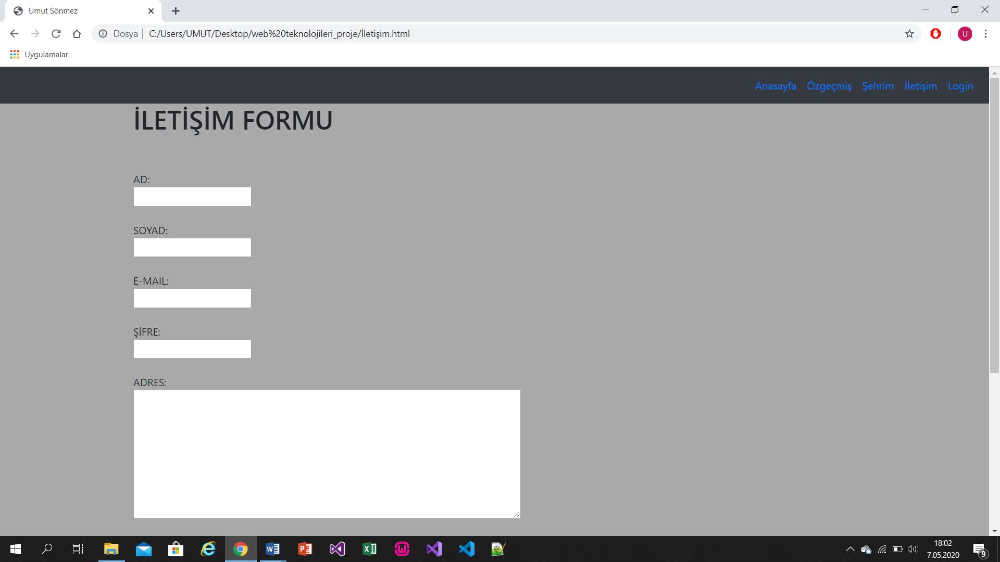 Umut Sönmez
Dosya | C:/Users/UMUT/Desktop/web%20teknolojileri_proje/İletişim.html
U
Uygulamalar
Anasayfa Özgeçmiş Şehrim İletişim Login
İLETİŞİM FORMU
AD:
SOYAD:
E-MAIL:
ŞİFRE:
ADRES:
18:02
7.05.2020
9